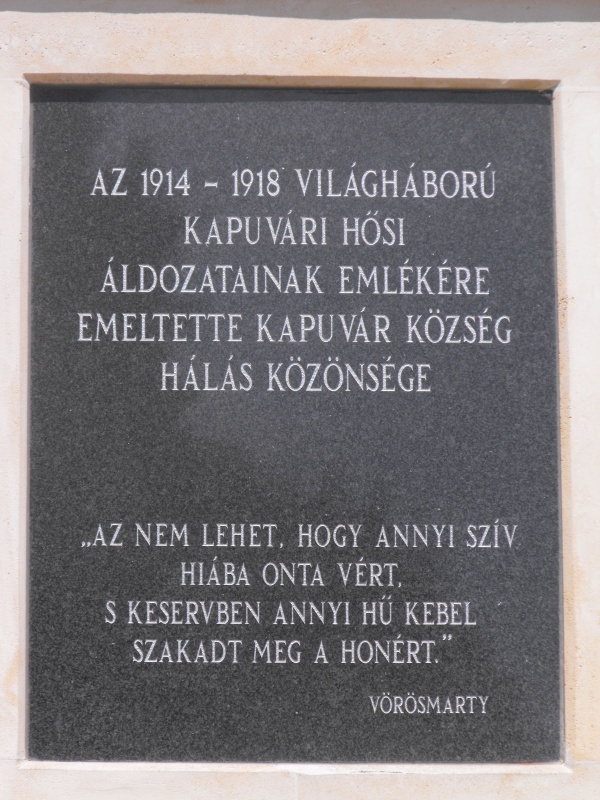 AZ 1914 – 1918 VILÁGHÁBORÚ
KAPUVÁRI HŐSI
ÁLDOZATAINAK EMLÉKÉRE
EMELTETTE KAPUVÁR KÖZSÉG
HÁLÁS KÖZÖNSÉGE
„AZ NEM LEHET, HOGY ANNYI SZÍV
HIÁBA ONTA VÉRT,
S KESERVBEN ANNYI HŰ KEBEL
SZAKADT MEG A HONÉRT.”
VÖRÖSMARTY